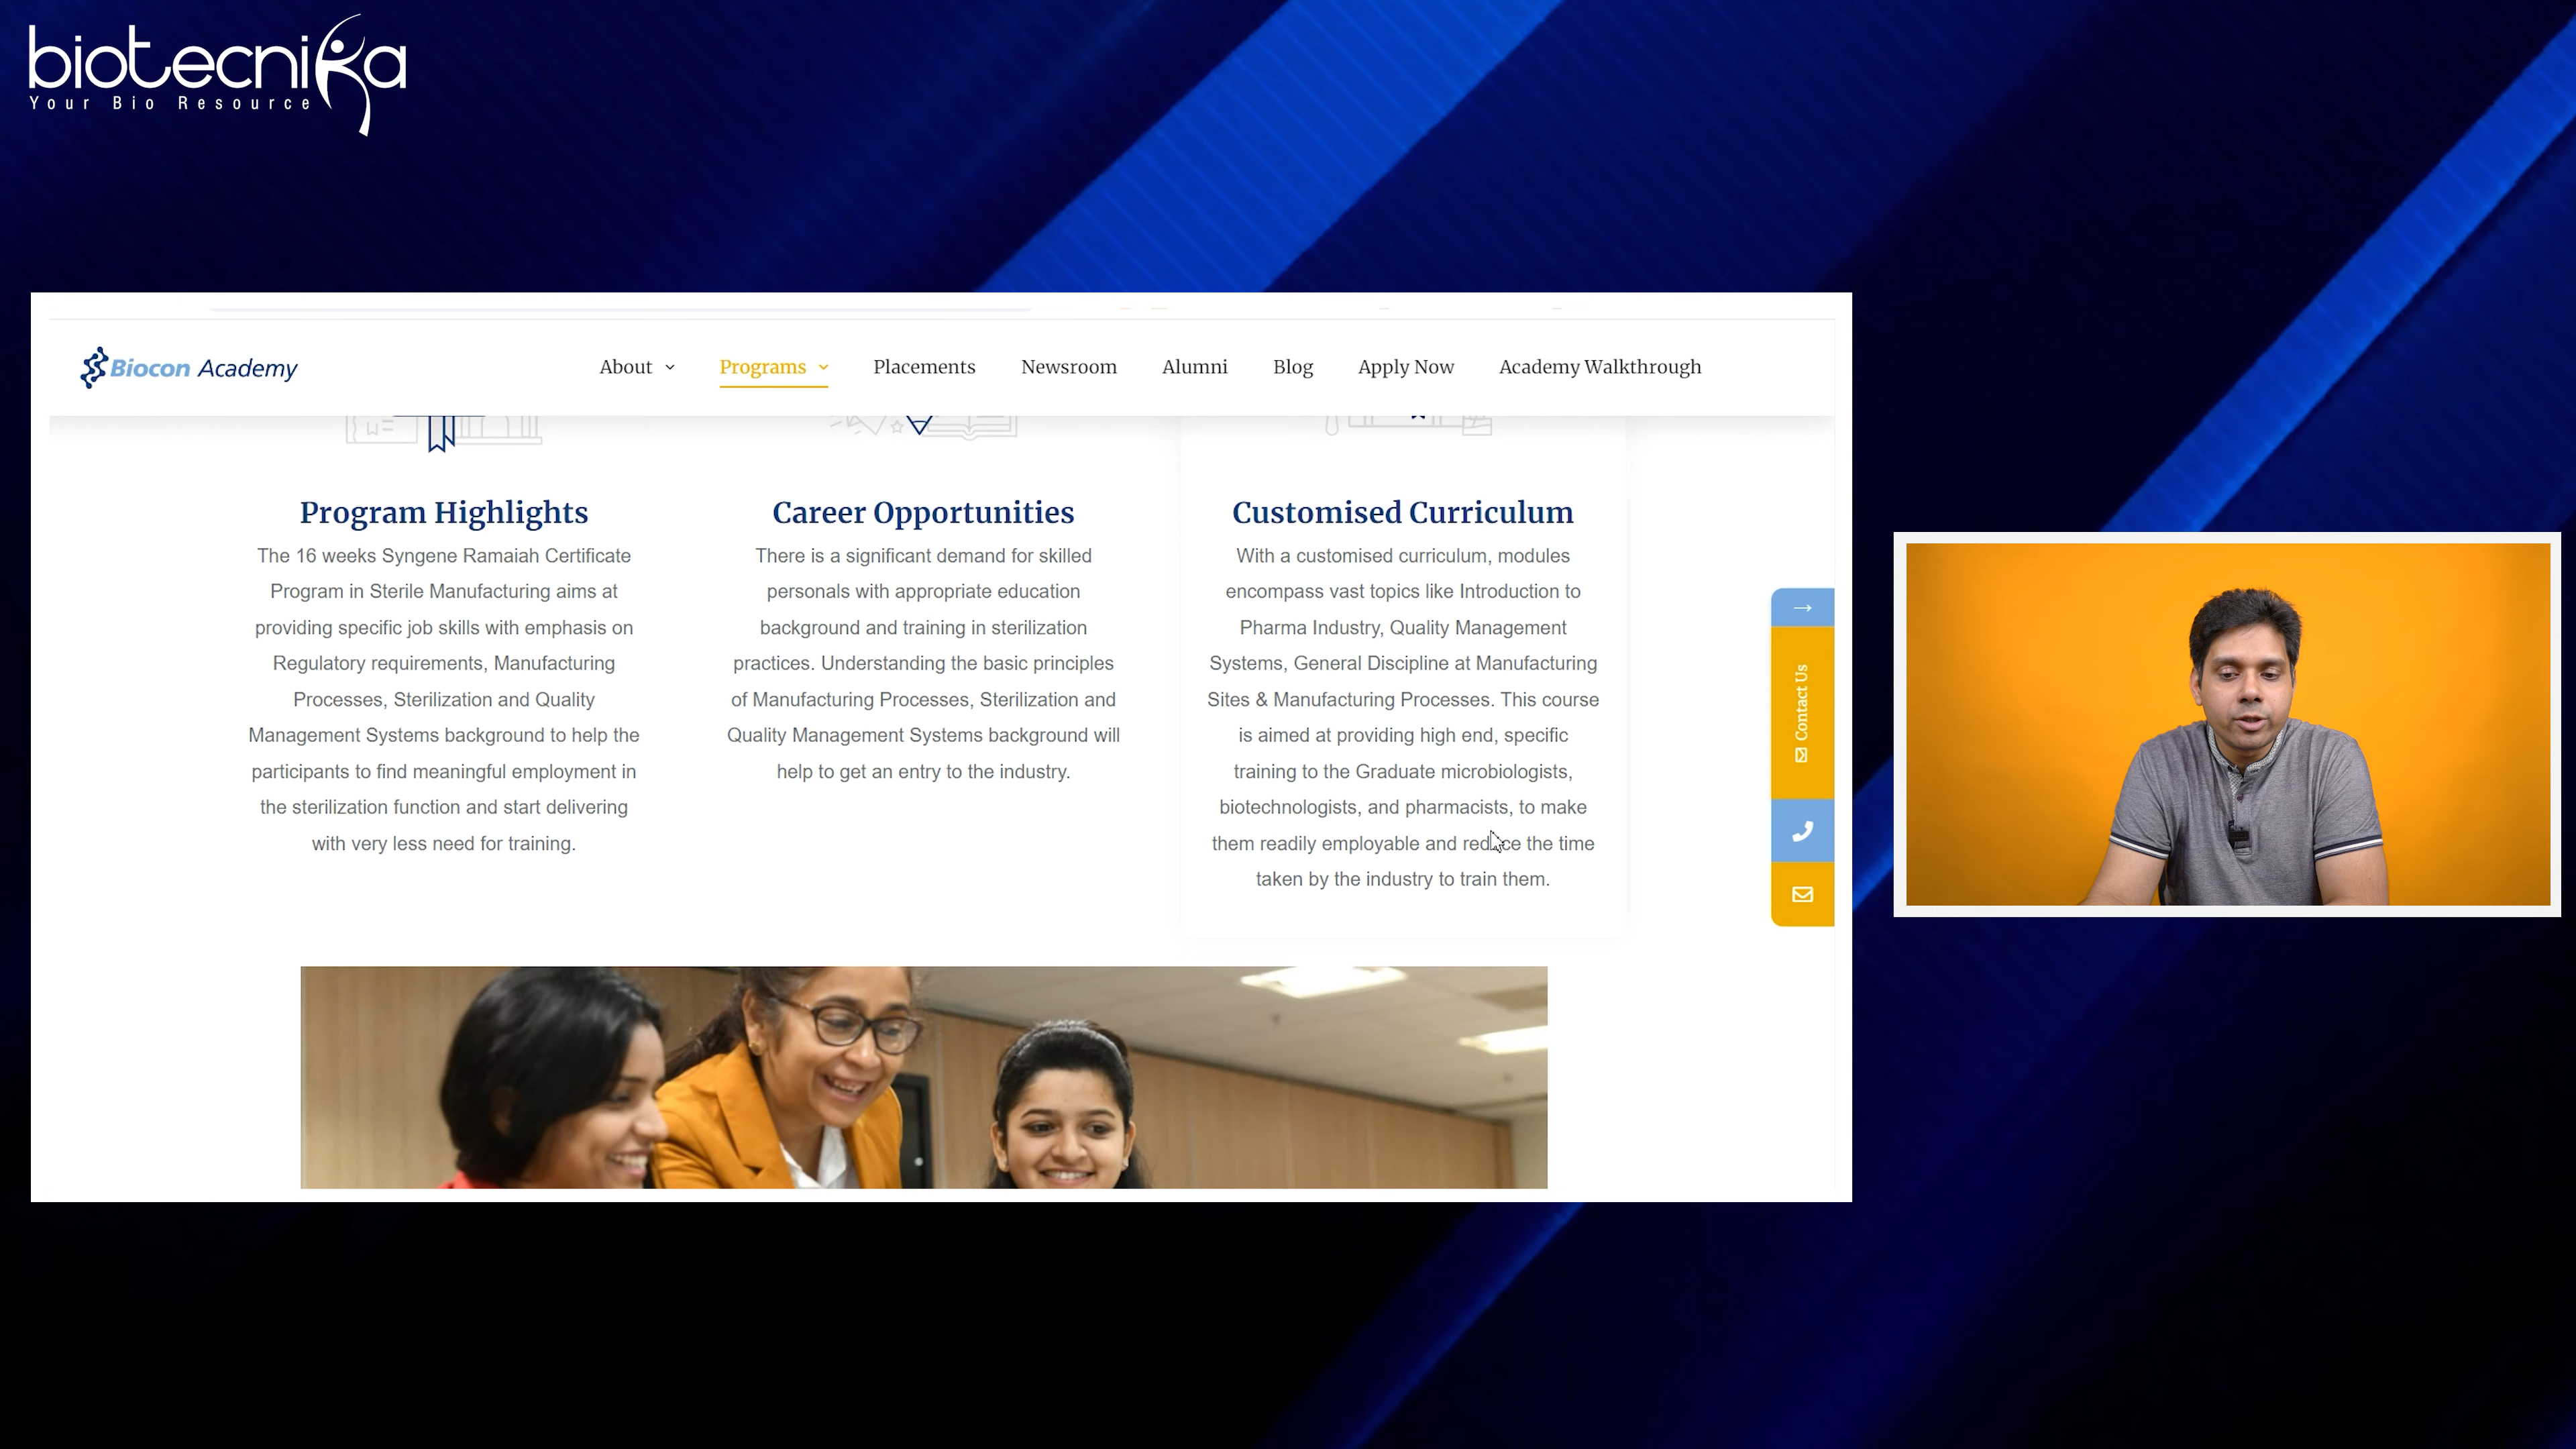 biotecnika
Your Bio Resource
Biocon Academy
About
Programs
Placements
Newsroom
Alumni
Blog
Apply Now
Academy Walkthrough
Program Highlights
The 16 weeks Syngene Ramaiah Certificate
Program in Sterile Manufacturing aims at
providing specific job skills with emphasis on
Regulatory requirements, Manufacturing
Processes, Sterilization and Quality
Management Systems background to help the
participants to find meaningful employment in
the sterilization function and start delivering
with very less need for training.
Career Opportunities
There is a significant demand for skilled
personals with appropriate education
background and training in sterilization
practices. Understanding the basic principles
of Manufacturing Processes, Sterilization and
Quality Management Systems background will
help to get an entry to the industry.
Customised Curriculum
With a customised curriculum, modules
encompass vast topics like Introduction to
Pharma Industry, Quality Management
Systems, General Discipline at Manufacturing
Sites & Manufacturing Processes. This course
is aimed at providing high end, specific
training to the Graduate microbiologists,
biotechnologists, and pharmacists, to make
them readily employable and reduce the time
taken by the industry to train them.
Contact Us